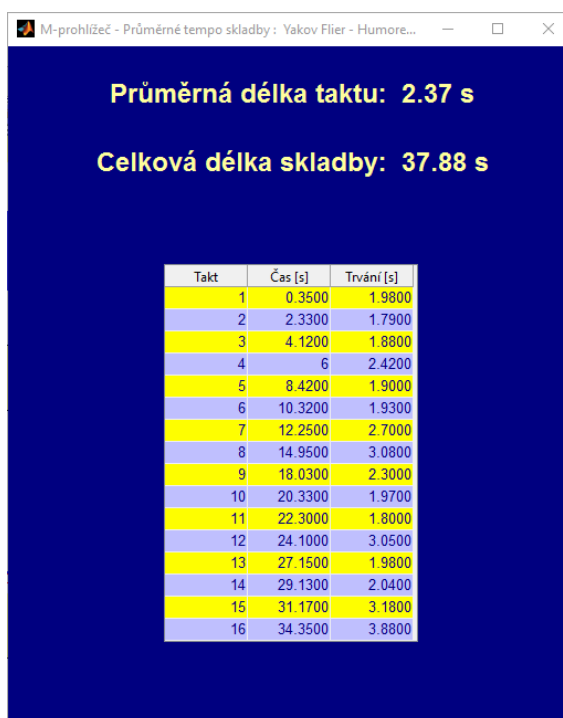 M-prohlížeč - Průměrné tempo skladby : Yakov Flier - Humore...
Průměrná délka taktu: 2.37 s
Celková délka skladby: 37.88 s
Takt Čas [s] Trvání [s]
1 0.3500 1.9800
2 2.3300 1.7900
3 4.1200 1.8800
4 6 2.4200
5 8.4200 1.9000
6 10.3200 1.9300
7 12.2500 2.7000
8 14.9500 3.0800
9 18.0300 2.3000
10 20.3300 1.9700
11 22.3000 1.8000
12 24.1000 3.0500
13 27.1500 1.9800
14 29.1300 2.0400
15 31.1700 3.1800
16 34.3500 3.8800